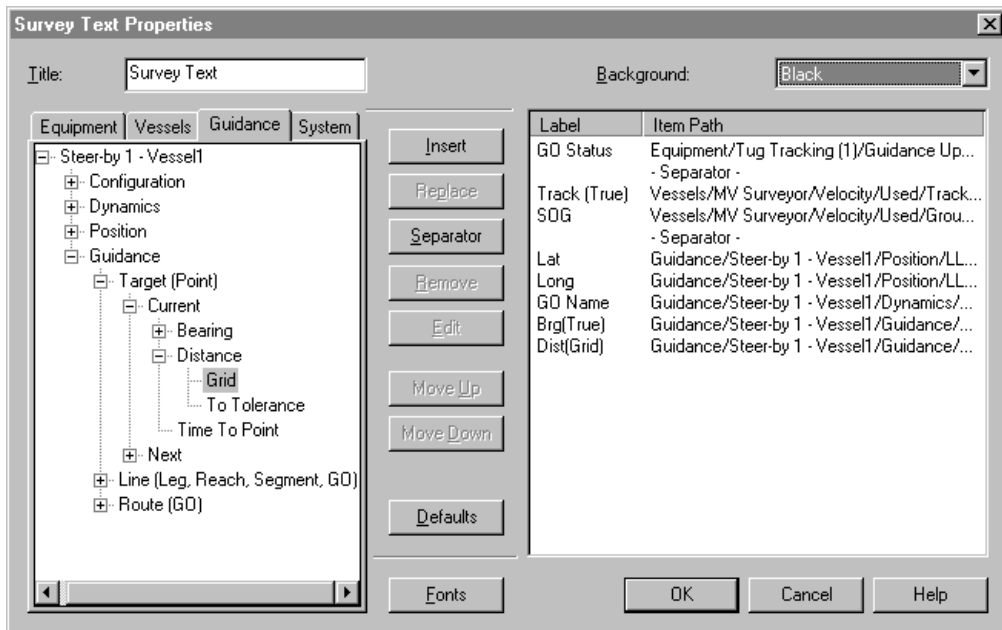 Survey Text Properties
Title: Survey Text Background: Black
Equipment Vessels Guidance System
Steer-by 1 - Vessel1
Configuration
Dynamics
Position
Guidance
Target (Point)
Current
Bearing
Distance
Grid
To Tolerance
Time To Point
Next
Line (Leg, Reach, Segment, GO)
Route (GO)
Insert
Replace
Separator
Remove
Edit
Move Up
Move Down
Defaults
Fonts
Label Item Path
GO Status Equipment/Tug Tracking (1)/Guidance Up...
- Separator -
Track (True) Vessels/MV Surveyor/Velocity/Used/Track...
SOG Vessels/MV Surveyor/Velocity/Used/Grou...
- Separator -
Lat Guidance/Steer-by 1 - Vessel1/Position/LL...
Long Guidance/Steer-by 1 - Vessel1/Position/LL...
GO Name Guidance/Steer-by 1 - Vessel1/Dynamics/...
Brg(True) Guidance/Steer-by 1 - Vessel1/Guidance/...
Dist(Grid) Guidance/Steer-by 1 - Vessel1/Guidance/...
OK Cancel Help